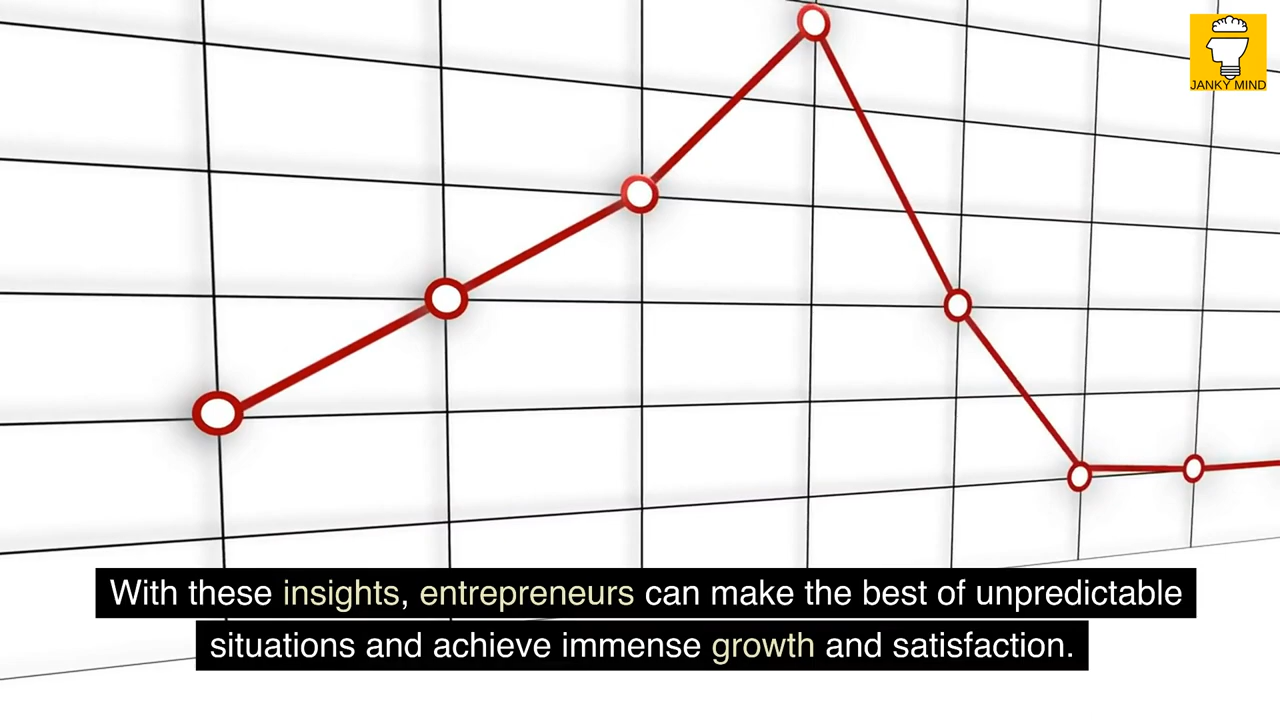 JANKY MIND
With these insights, entrepreneurs can make the best of unpredictable
situations and achieve immense growth and satisfaction.